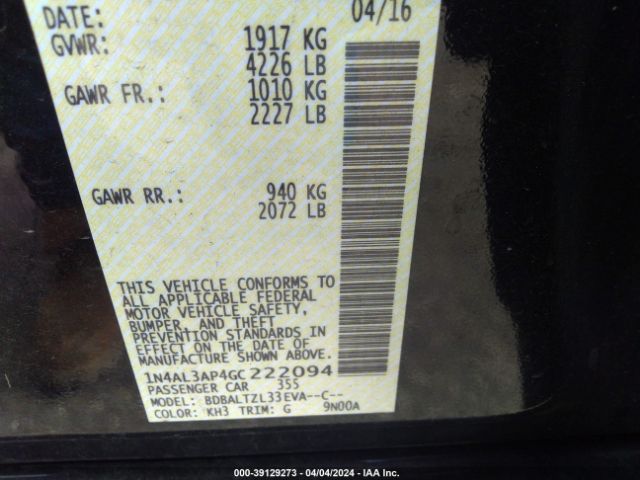 DATE: 04/16
GVWR: 1917 KG
4226 LB
GAWR FR.: 1010 KG
2227 LB
GAWR RR.: 940 KG
2072 LB
THIS VEHICLE CONFORMS TO
ALL APPLICABLE FEDERAL
MOTOR VEHICLE SAFETY,
BUMPER, AND THEFT
PREVENTION STANDARDS IN
EFFECT ON THE DATE OF
MANUFACTURE SHOWN ABOVE.
1N4AL3AP4GC222094
PASSENGER CAR 355
MODEL: BDBALTZL33EVA--C--
COLOR: KH3 TRIM: G 9N00A
000-39129273 - 04/04/2024 - IAA Inc.